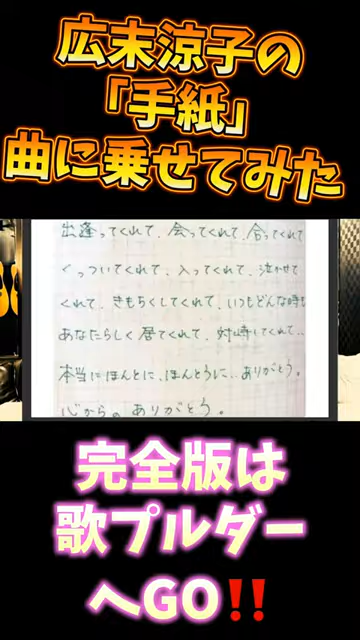 広末涼子の
「手紙」
曲に乗せてみた
出逢ってくれて、会ってくれて、合ってくれて
くっついてくれて、入ってくれて、泣かせて
くれて、きもちくしてくれて、いつもどんな時も
あなたらしく居てくれて、対峙してくれて..
本当にほんとに、ほんとうに..ありがとう。
心からの ありがとう。
完全版は
歌プルダー
へGO‼️